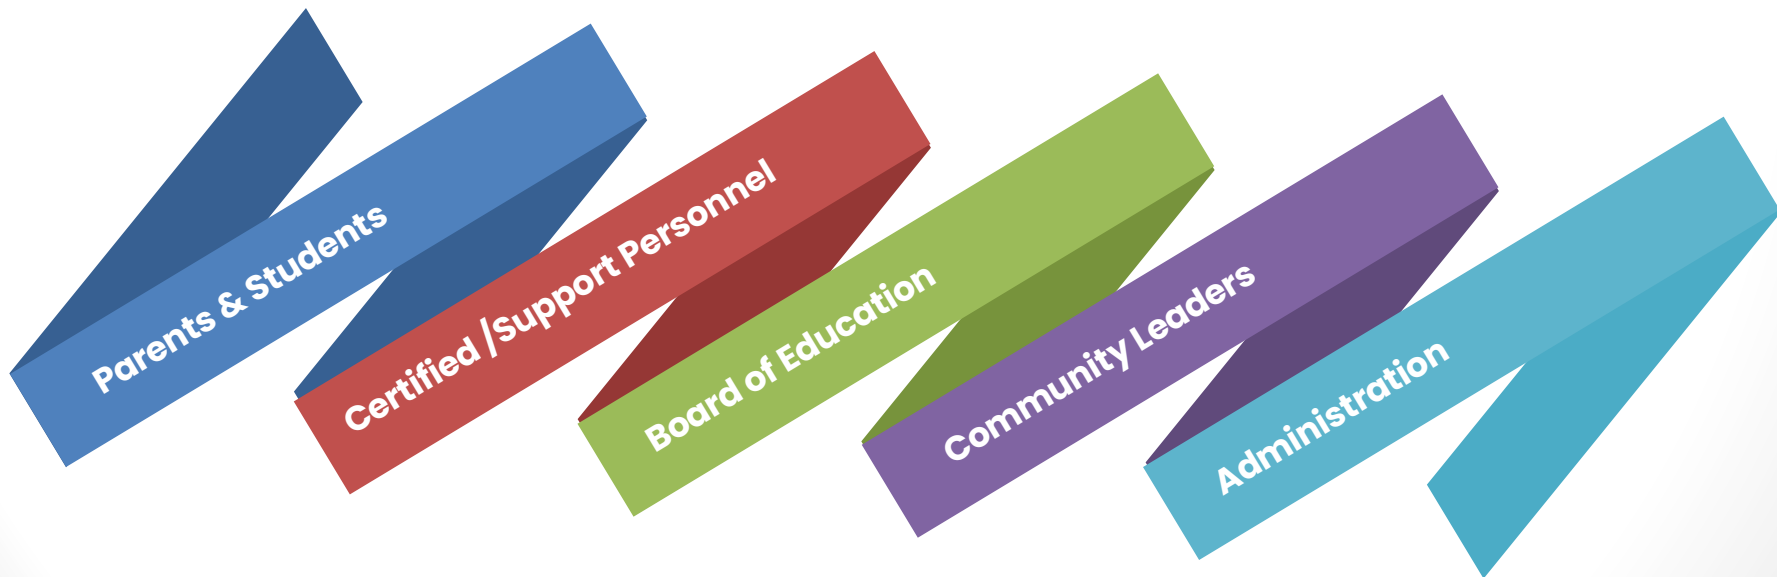 Parents & Students
Certified /Support Personnel
Board of Education
Community Leaders
Administration